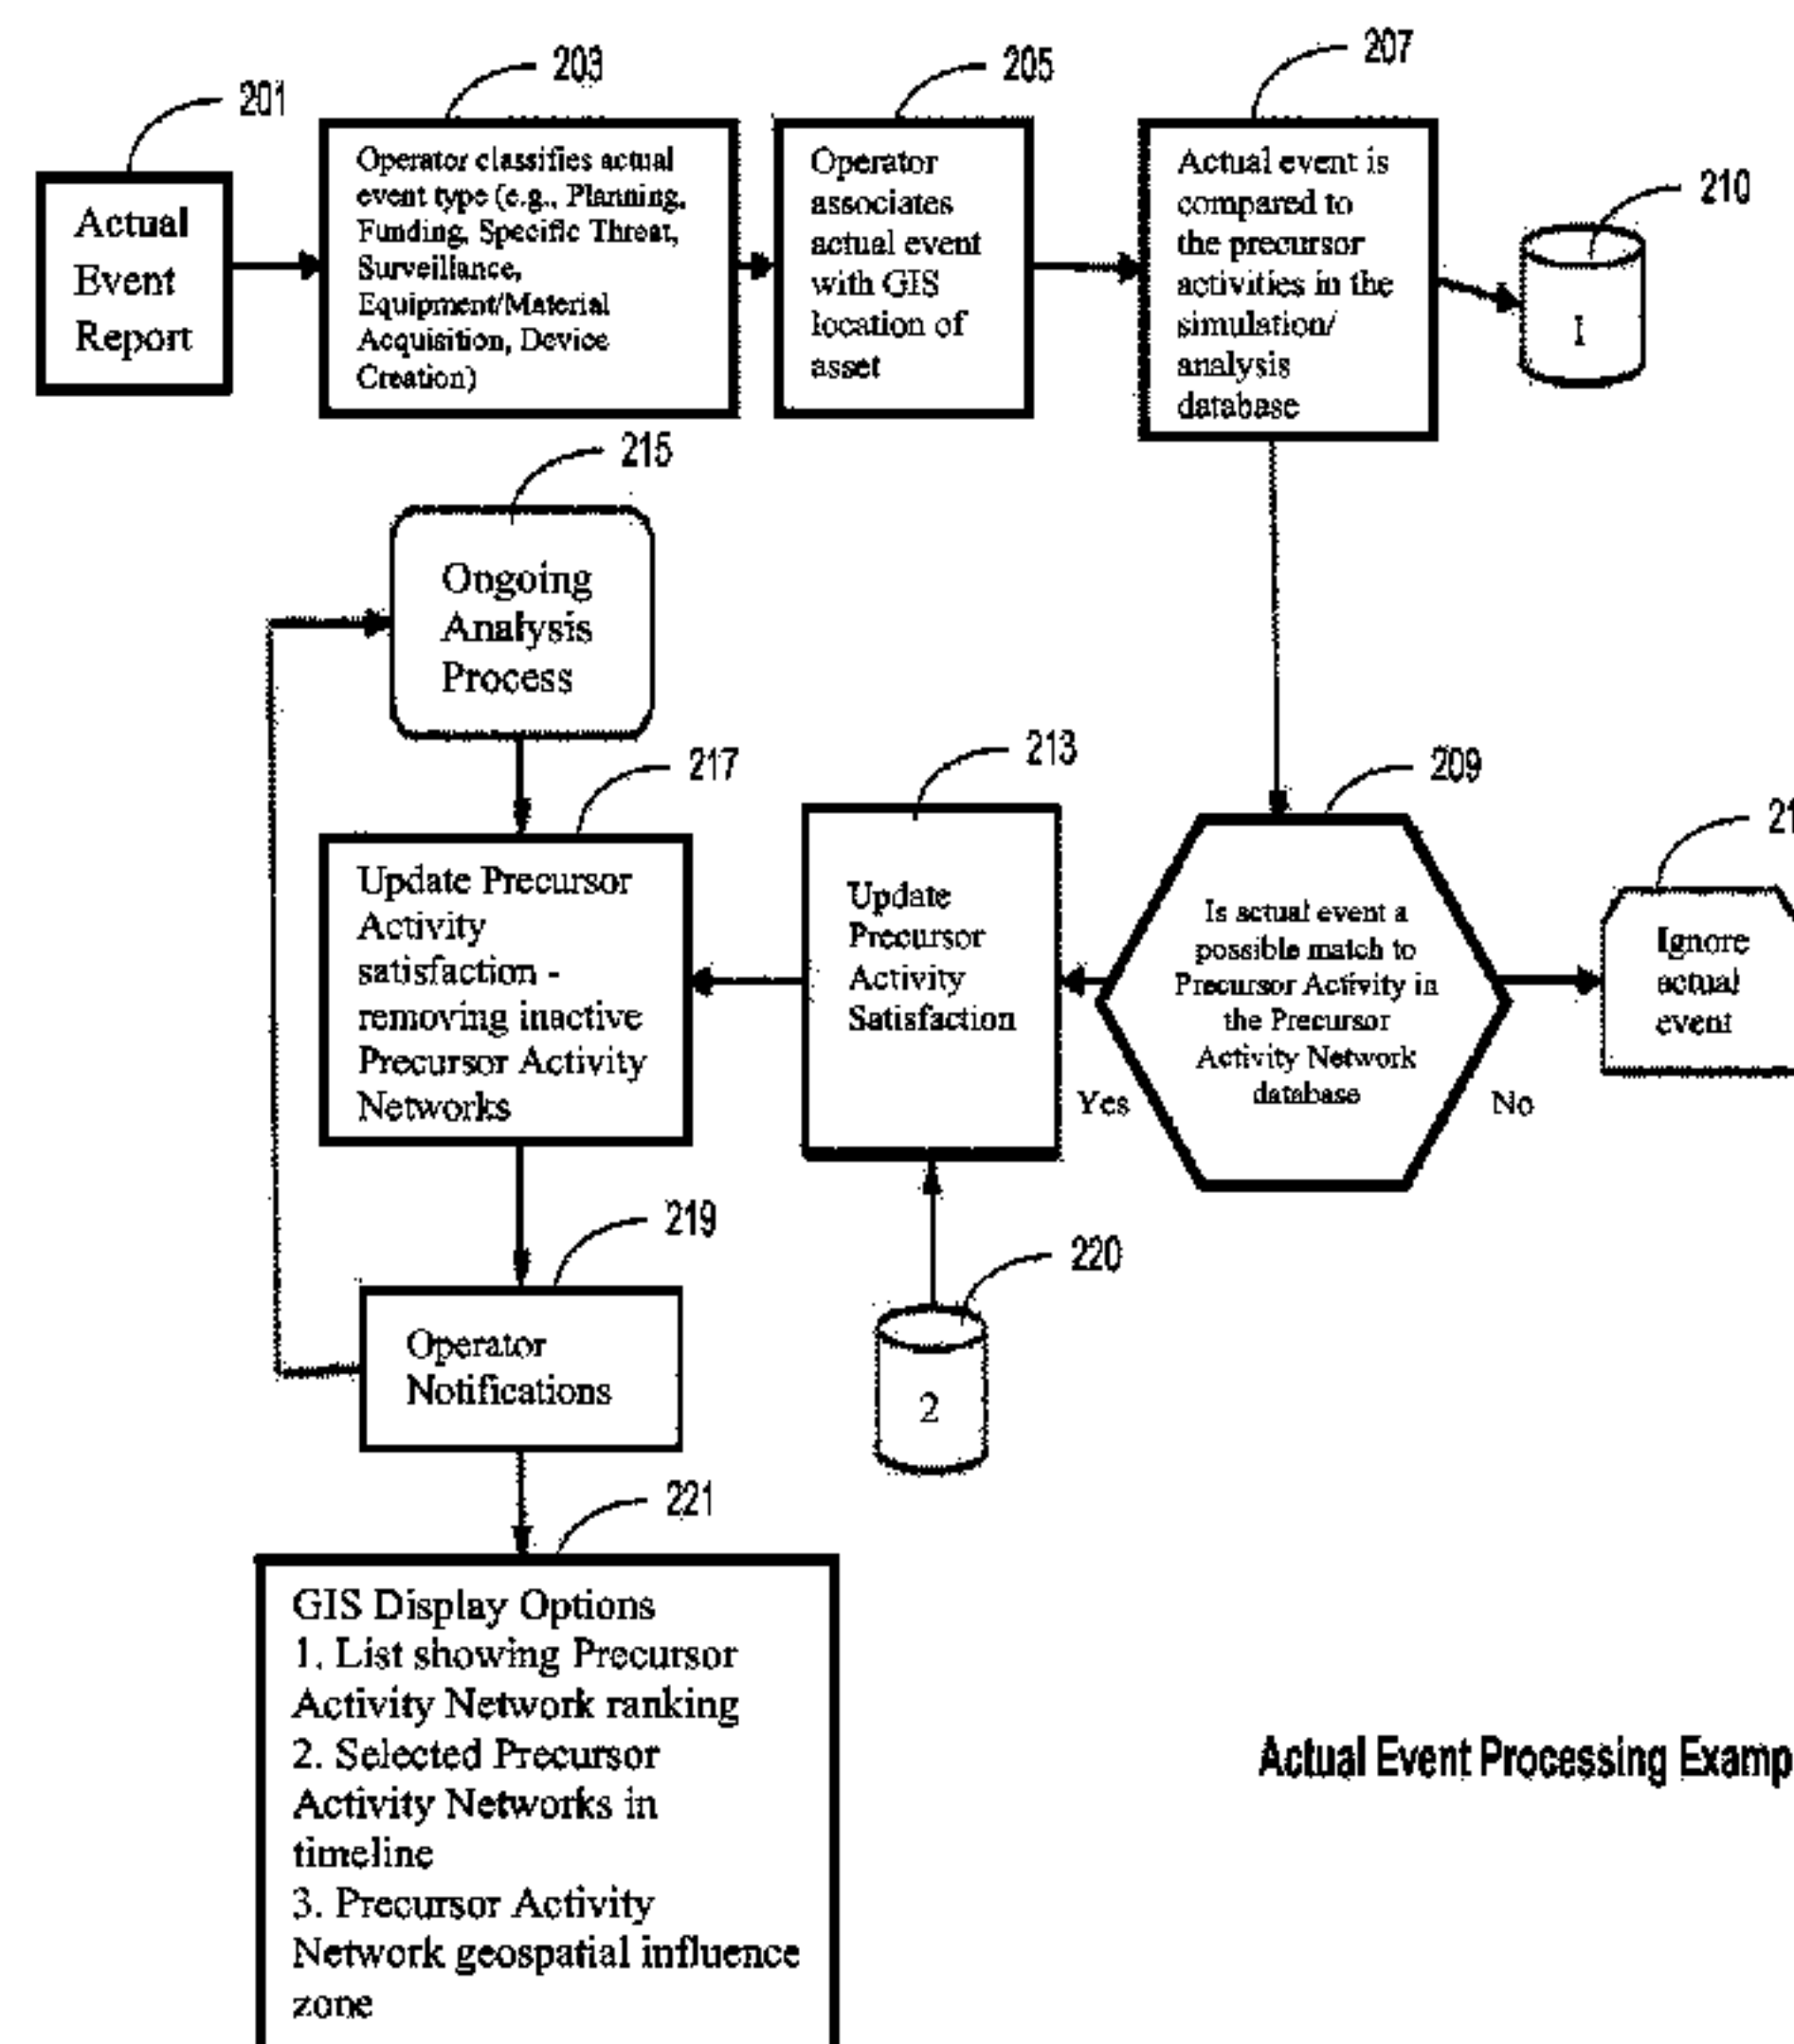 201
Actual
Event
Report
203
Operator classifies actual
event type (e.g., Planning,
Funding, Specific Threat,
Surveillance,
Equipment/Material
Acquisition, Device
Creation)
205
Operator
associates
actual event
with GIS
location of
asset
207
Actual event is
compared to
the precursor
activities in the
simulation/
analysis
database
210
1
215
Ongoing
Analysis
Process
217
Update Precursor
Activity
satisfaction -
removing inactive
Precursor Activity
Networks
213
Update
Precursor
Activity
Satisfaction
Yes
209
Is actual event a
possible match to
Precursor Activity in
the Precursor
Activity Network
database
No
Ignore
actual
event
219
Operator
Notifications
220
2
221
GIS Display Options
1. List showing Precursor
Activity Network ranking
2. Selected Precursor
Activity Networks in
timeline
3. Precursor Activity
Network geospatial influence
zone
Actual Event Processing Examp